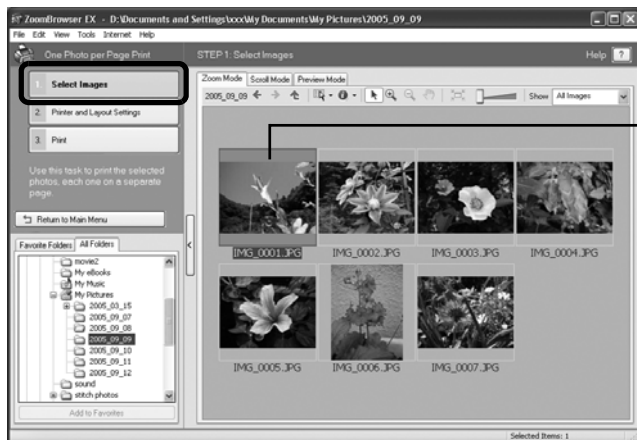 ZoomBrowser EX - D:\Documents and Settings\xxx\My Documents\My Pictures\2005_09_09
File Edit View Tools Internet Help
One Photo per Page Print
STEP 1: Select Images
Help ?
1. Select Images
2. Printer and Layout Settings
3. Print
Use this task to print the selected
photos, each one on a separate
page.
Return to Main Menu
Favorite Folders All Folders
movie2
My eBooks
My Music
My Pictures
2005_03_15
2005_09_07
2005_09_08
2005_09_09
2005_09_10
2005_09_11
2005_09_12
sound
stitch photos
Add to Favorites
Zoom Mode Scroll Mode Preview Mode
2005_09_09 Show All Images
IMG_0001.JPG IMG_0002.JPG IMG_0003.JPG IMG_0004.JPG
IMG_0005.JPG IMG_0006.JPG IMG_0007.JPG
Selected Items: 1